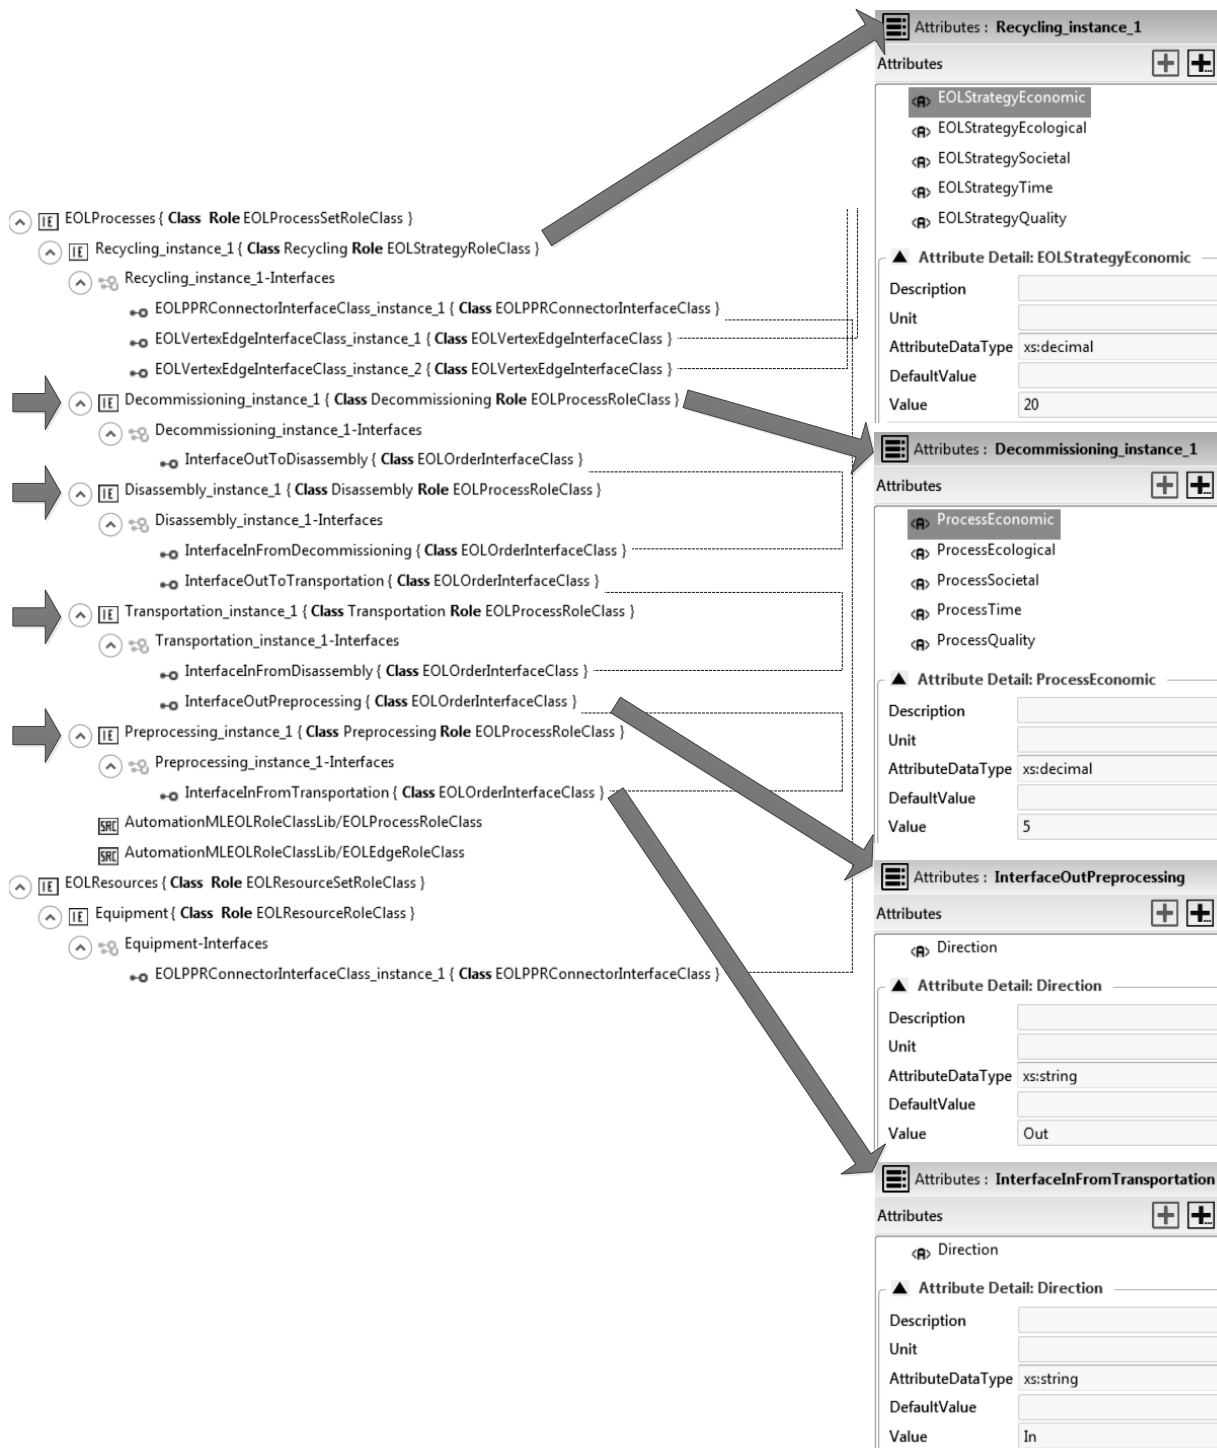 EOLProcesses { Class Role EOLProcessSetRoleClass }
Recycling_instance_1 { Class Recycling Role EOLStrategyRoleClass }
Recycling_instance_1-Interfaces
EOLPPRConnectorInterfaceClass_instance_1 { Class EOLPPRConnectorInterfaceClass }
EOLVertexEdgeInterfaceClass_instance_1 { Class EOLVertexEdgeInterfaceClass }
EOLVertexEdgeInterfaceClass_instance_2 { Class EOLVertexEdgeInterfaceClass }
Decommissioning_instance_1 { Class Decommissioning Role EOLProcessRoleClass }
Decommissioning_instance_1-Interfaces
InterfaceOutToDisassembly { Class EOLOrderInterfaceClass }
Disassembly_instance_1 { Class Disassembly Role EOLProcessRoleClass }
Disassembly_instance_1-Interfaces
InterfaceInFromDecommissioning { Class EOLOrderInterfaceClass }
InterfaceOutToTransportation { Class EOLOrderInterfaceClass }
Transportation_instance_1 { Class Transportation Role EOLProcessRoleClass }
Transportation_instance_1-Interfaces
InterfaceInFromDisassembly { Class EOLOrderInterfaceClass }
InterfaceOutPreprocessing { Class EOLOrderInterfaceClass }
Preprocessing_instance_1 { Class Preprocessing Role EOLProcessRoleClass }
Preprocessing_instance_1-Interfaces
InterfaceInFromTransportation { Class EOLOrderInterfaceClass }
SRC AutomationMLEOLRoleClassLib/EOLProcessRoleClass
SRC AutomationMLEOLRoleClassLib/EOLEdgeRoleClass
EOLResources { Class Role EOLResourceSetRoleClass }
Equipment { Class Role EOLResourceRoleClass }
Equipment-Interfaces
EOLPPRConnectorInterfaceClass_instance_1 { Class EOLPPRConnectorInterfaceClass }
Attributes : Recycling_instance_1
Attributes
EOLStrategyEconomic
EOLStrategyEcological
EOLStrategySocietal
EOLStrategyTime
EOLStrategyQuality
Attribute Detail: EOLStrategyEconomic
Description
Unit
AttributeDataType xs:decimal
DefaultValue
Value 20
Attributes : Decommissioning_instance_1
Attributes
ProcessEconomic
ProcessEcological
ProcessSocietal
ProcessTime
ProcessQuality
Attribute Detail: ProcessEconomic
Description
Unit
AttributeDataType xs:decimal
DefaultValue
Value 5
Attributes : InterfaceOutPreprocessing
Attributes
Direction
Attribute Detail: Direction
Description
Unit
AttributeDataType xs:string
DefaultValue
Value Out
Attributes : InterfaceInFromTransportation
Attributes
Direction
Attribute Detail: Direction
Description
Unit
AttributeDataType xs:string
DefaultValue
Value In